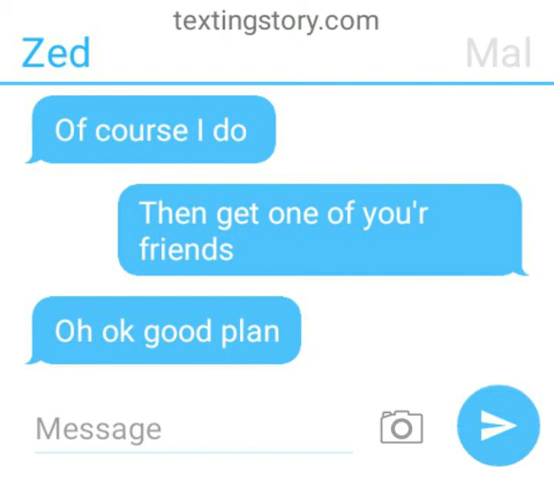 textingstory.com
Zed
Mal
Of course I do
Then get one of you'r
friends
Oh ok good plan
Message